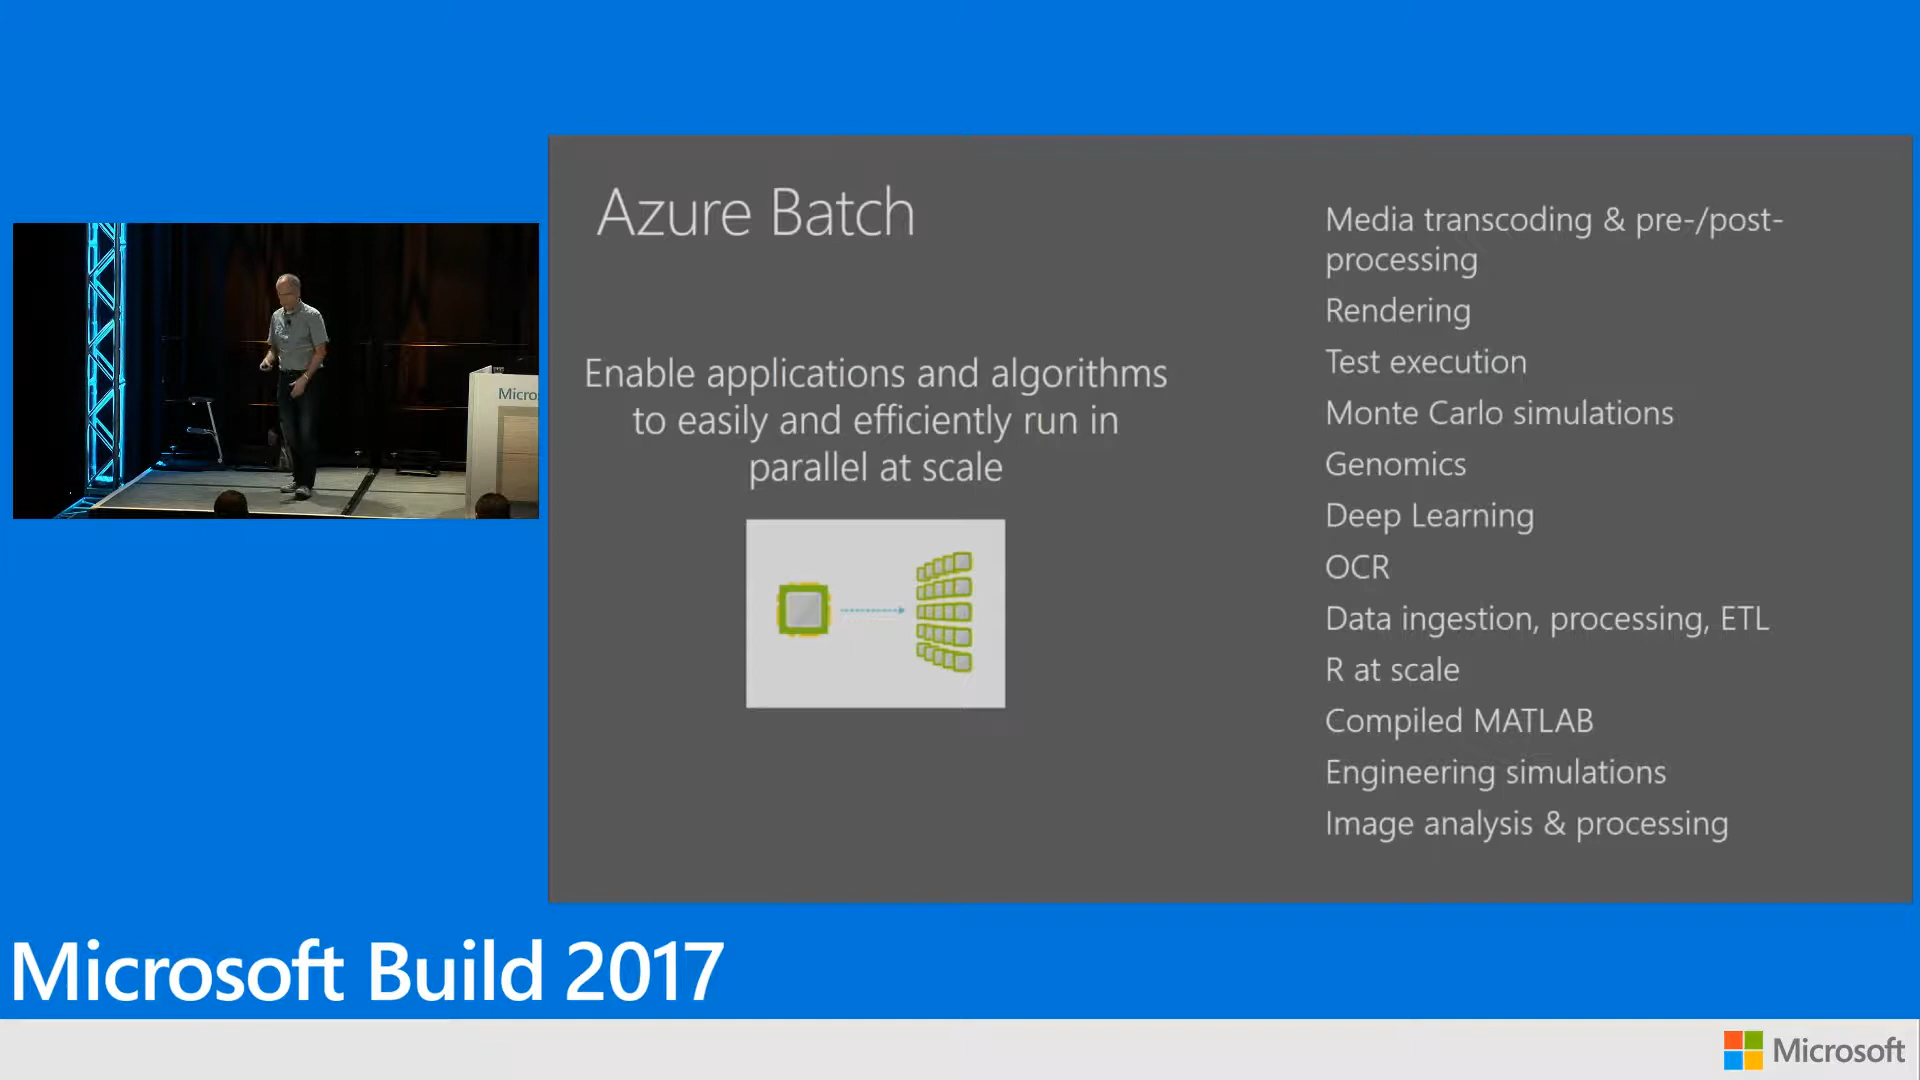 Azure Batch
Enable applications and algorithms
to easily and efficiently run in
parallel at scale
Media transcoding & pre-/post-
processing
Rendering
Test execution
Monte Carlo simulations
Genomics
Deep Learning
OCR
Data ingestion, processing, ETL
R at scale
Compiled MATLAB
Engineering simulations
Image analysis & processing
Micro
Microsoft Build 2017
Microsoft